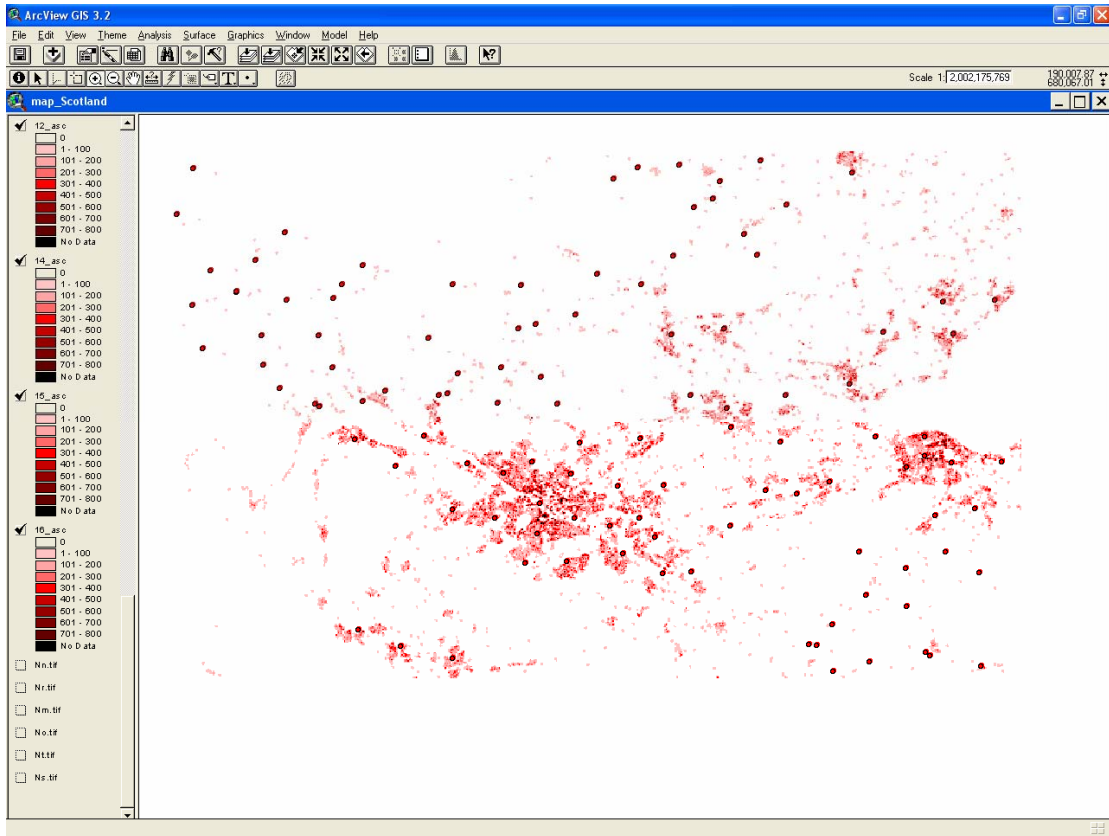 ArcView GIS 3.2
File Edit View Theme Analysis Surface Graphics Window Model Help
Scale 1: 2,002,175,769
190,007.87
680,067.01
map_Scotland
12_asc
0
1 - 100
101 - 200
201 - 300
301 - 400
401 - 500
501 - 600
601 - 700
701 - 800
No Data
14_asc
0
1 - 100
101 - 200
201 - 300
301 - 400
401 - 500
501 - 600
601 - 700
701 - 800
No Data
15_asc
0
1 - 100
101 - 200
201 - 300
301 - 400
401 - 500
501 - 600
601 - 700
701 - 800
No Data
16_asc
0
1 - 100
101 - 200
201 - 300
301 - 400
401 - 500
501 - 600
601 - 700
701 - 800
No Data
Nn.tif
Nr.tif
Nm.tif
No.tif
Nt.tif
Ns.tif